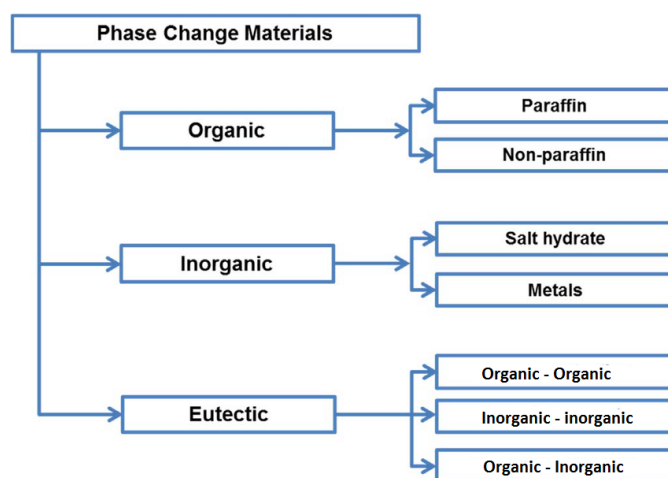 Phase Change Materials
Organic
Paraffin
Non-paraffin
Inorganic
Salt hydrate
Metals
Eutectic
Organic - Organic
Inorganic - inorganic
Organic - Inorganic